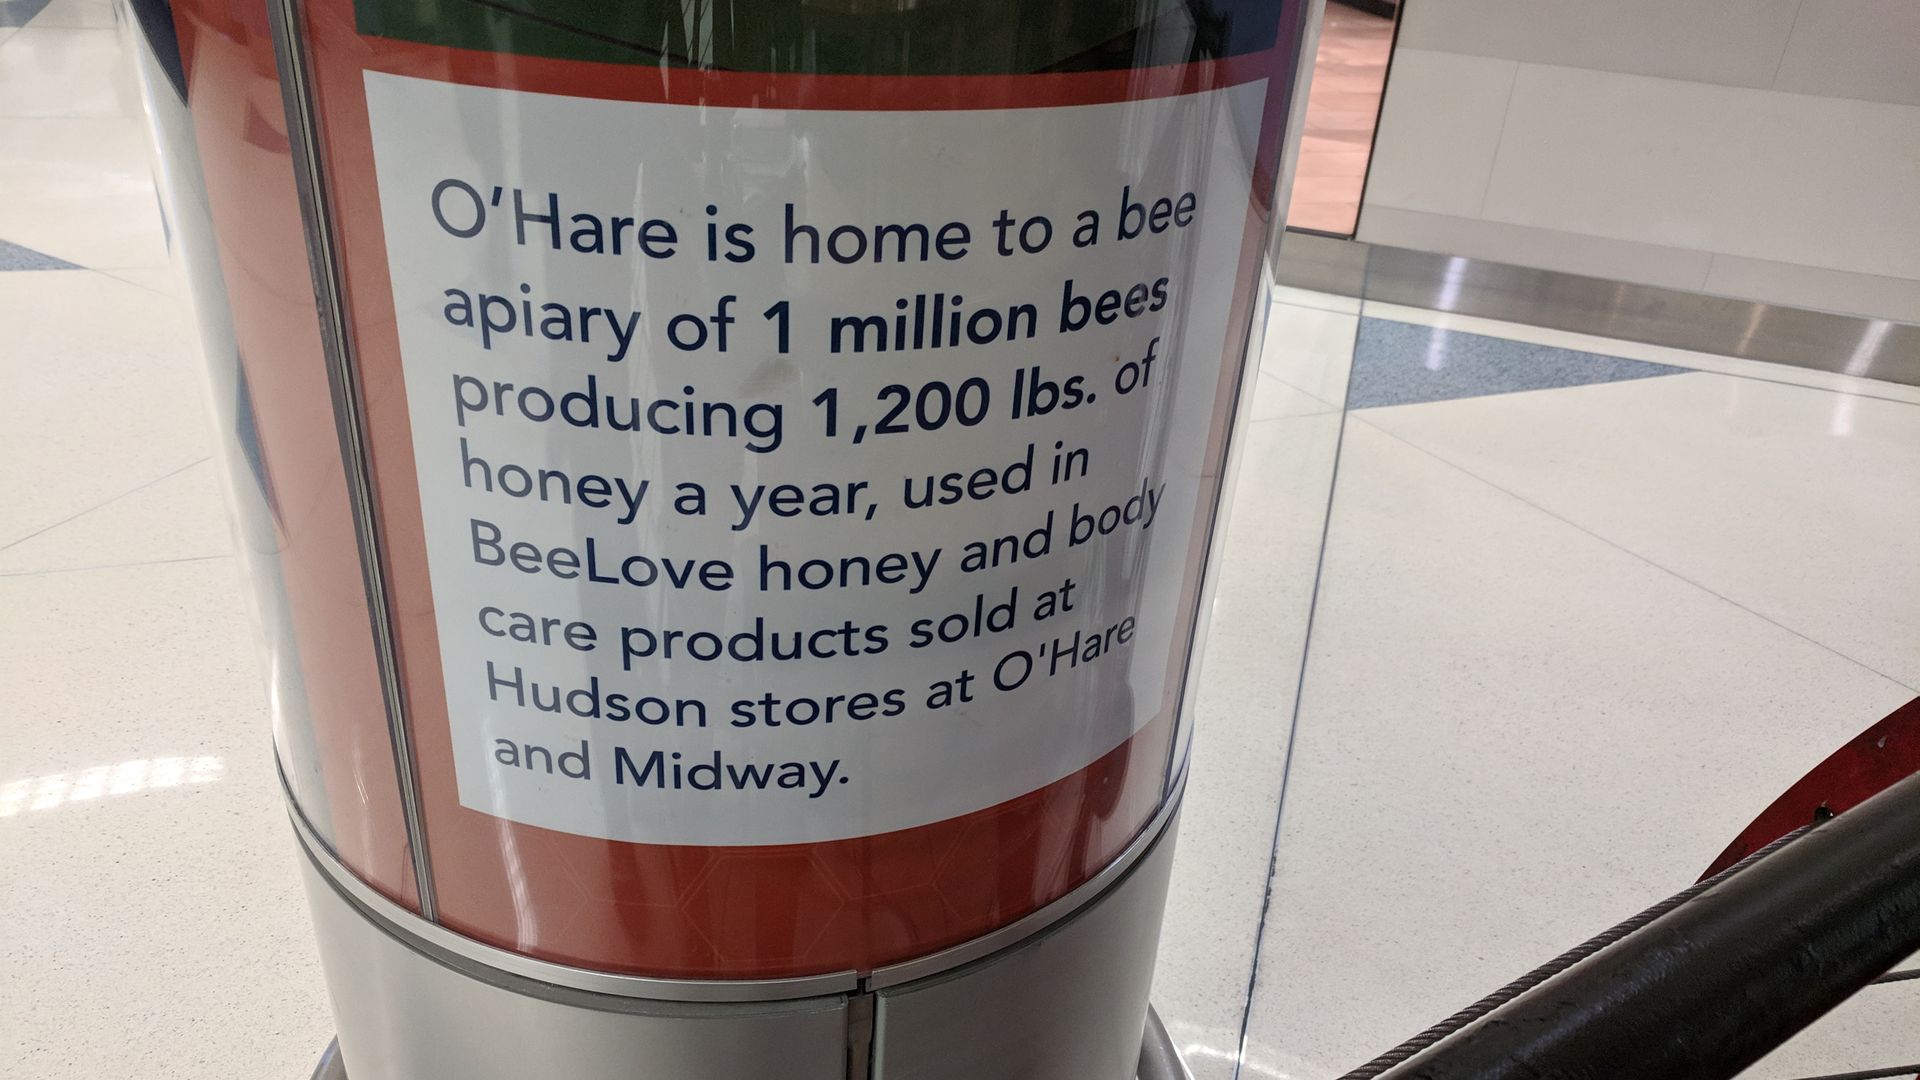 O'Hare is home to a bee
apiary of 1 million bees
producing 1,200 lbs. of
honey a year, used in
BeeLove honey and body
care products sold at
Hudson stores at O'Hare
and Midway.